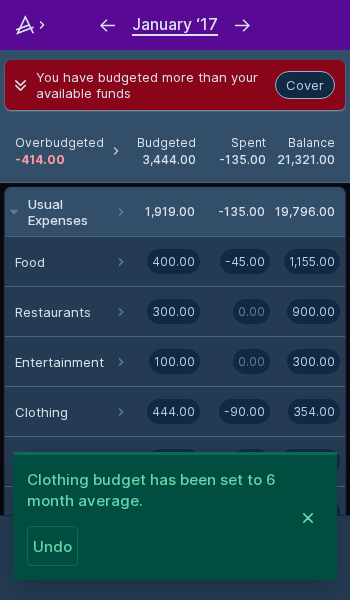 January ‘17
You have budgeted more than your
available funds
Cover
Overbudgeted Budgeted Spent Balance
-414.00 3,444.00 -135.00 21,321.00
Usual
Expenses 1,919.00 -135.00 19,796.00
Food 400.00 -45.00 1,155.00
Restaurants 300.00 0.00 900.00
Entertainment 100.00 0.00 300.00
Clothing 444.00 -90.00 354.00
Clothing budget has been set to 6
month average.
Undo